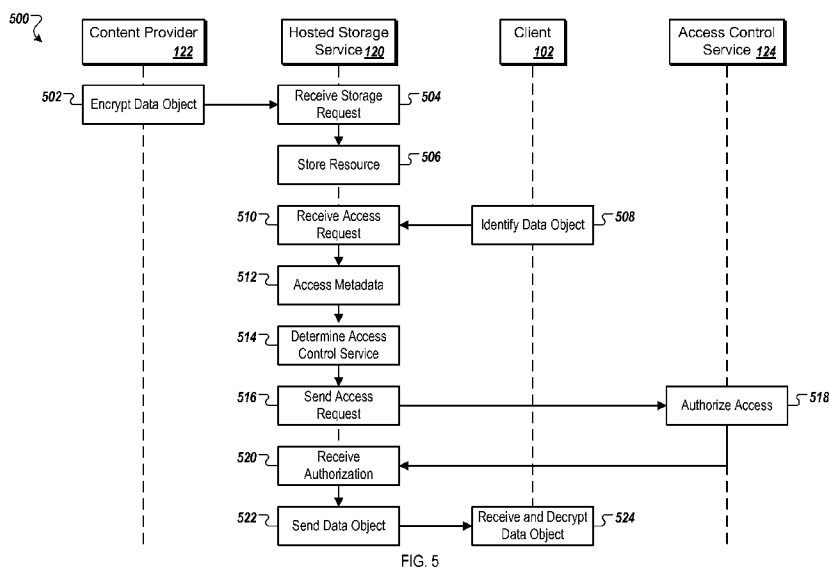 500
Content Provider
122
Hosted Storage
Service 120
Client
102
Access Control
Service 124
502
Encrypt Data Object
Receive Storage
Request
504
Store Resource
506
510
Receive Access
Request
Identify Data Object
508
512
Access Metadata
514
Determine Access
Control Service
516
Send Access
Request
Authorize Access
518
520
Receive
Authorization
522
Send Data Object
Receive and Decrypt
Data Object
524
FIG. 5